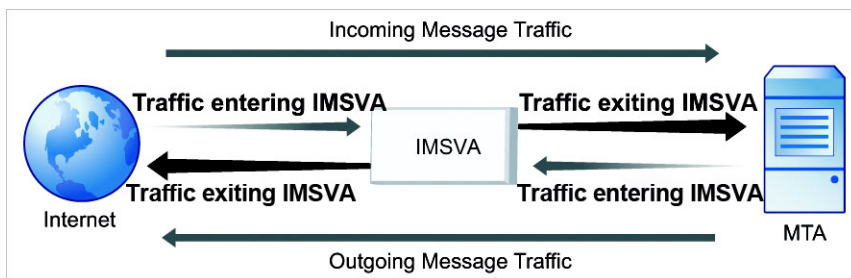 Incoming Message Traffic
Traffic entering IMSVA
Traffic exiting IMSVA
IMSVA
Traffic exiting IMSVA
Traffic entering IMSVA
Internet
MTA
Outgoing Message Traffic